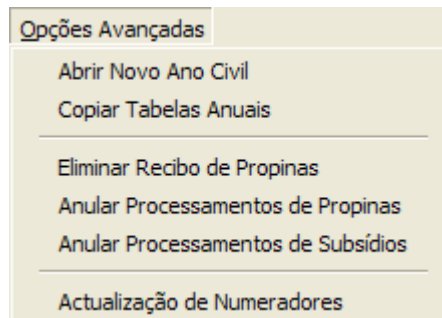 Opções Avançadas
Abrir Novo Ano Civil
Copiar Tabelas Anuais
Eliminar Recibo de Propinas
Anular Processamentos de Propinas
Anular Processamentos de Subsídios
Actualização de Numeradores